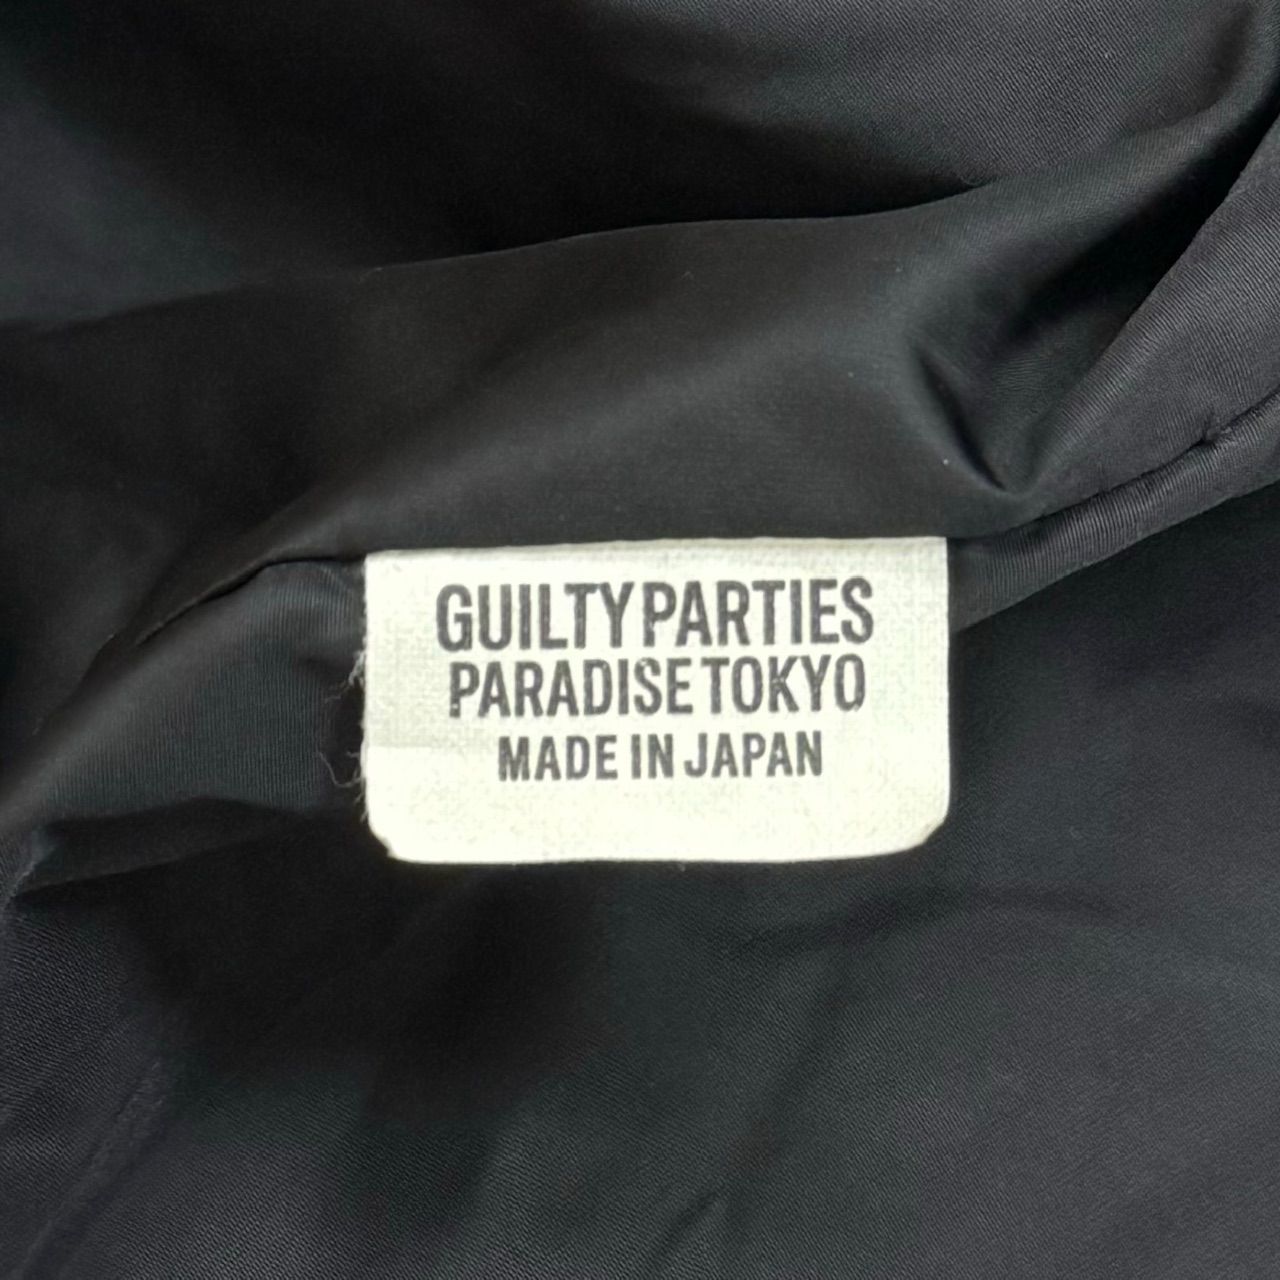 GUILTY PARTIES
PARADISE TOKYO
MADE IN JAPAN